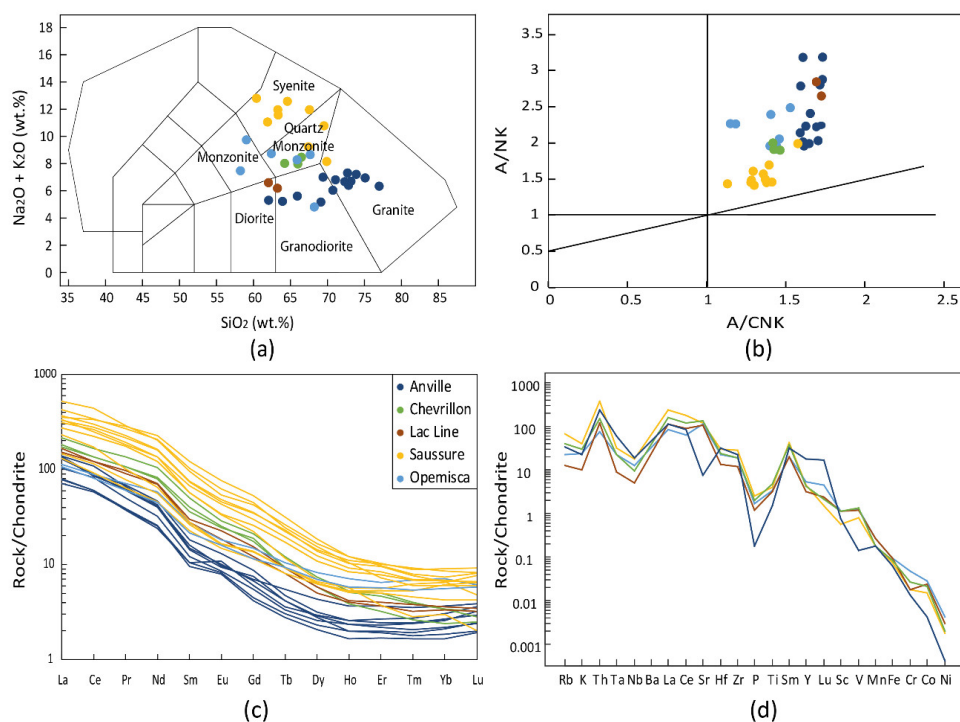 18
16
14
12
10
8
6
4
2
0
Na2O + K2O (wt.%)
Syenite
Quartz
Monzonite
Monzonite
Diorite
Granodiorite
Granite
35 40 45 50 55 60 65 70 75 80 85
SiO2 (wt.%)
(a)
3.5
3
2.5
2
1.5
1
0.5
0
A/NK
0 0.5 1 1.5 2 2.5
A/CNK
(b)
1000
100
10
1
Rock/Chondrite
Anville
Chevrillon
Lac Line
Saussure
Opemisca
La Ce Pr Nd Sm Eu Gd Tb Dy Ho Er Tm Yb Lu
(c)
1000
100
10
1
0.1
0.01
0.001
Rock/Chondrite
Rb K Th Ta Nb Ba La Ce Sr Hf Zr P Ti Sm Y Lu Sc V Mn Fe Cr Co Ni
(d)